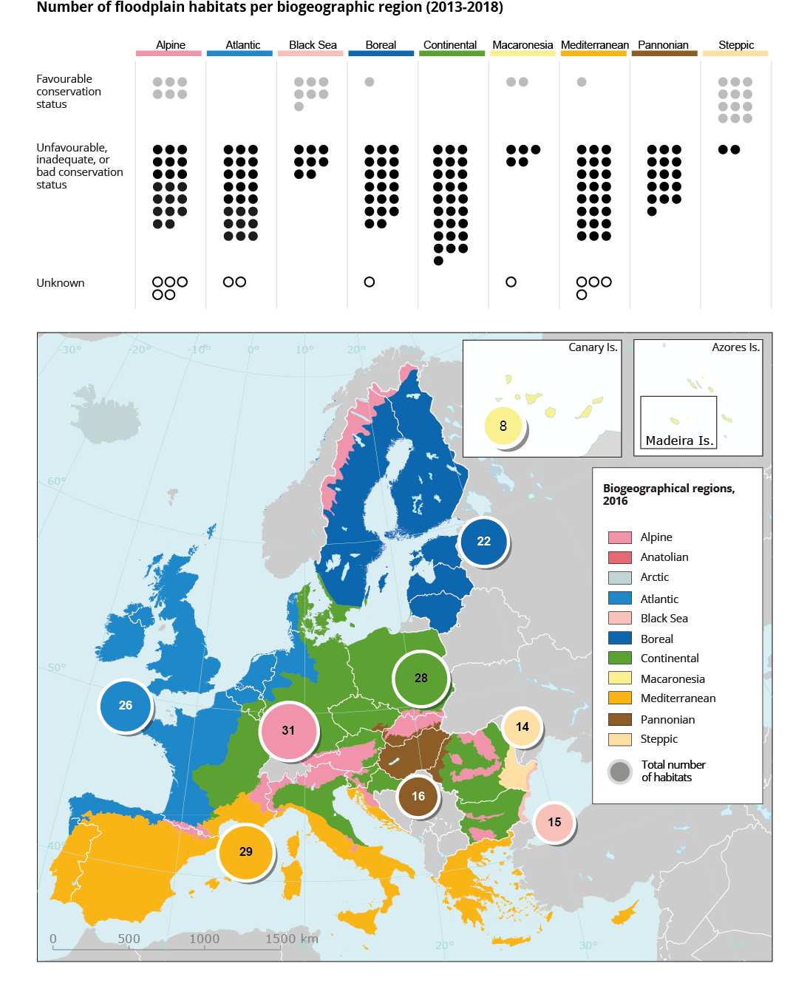 Number of floodplain habitats per biogeographic region (2013-2018)
Alpine
Atlantic
Black Sea
Boreal
Continental
Macaronesia
Mediterranean
Pannonian
Steppic
Favourable
conservation
status
Unfavourable,
inadequate, or
bad conservation
status
Unknown
-30°
-20°
-10°
0°
10°
20°
Canary Is.
8
Azores Is.
Madeira Is.
60°
50°
40°
Biogeographical regions,
2016
Alpine
Anatolian
Arctic
Atlantic
Black Sea
Boreal
Continental
Macaronesia
Mediterranean
Pannonian
Steppic
Total number
of habitats
22
28
26
31
14
16
15
29
0
500
1000
1500 km
20°
30°